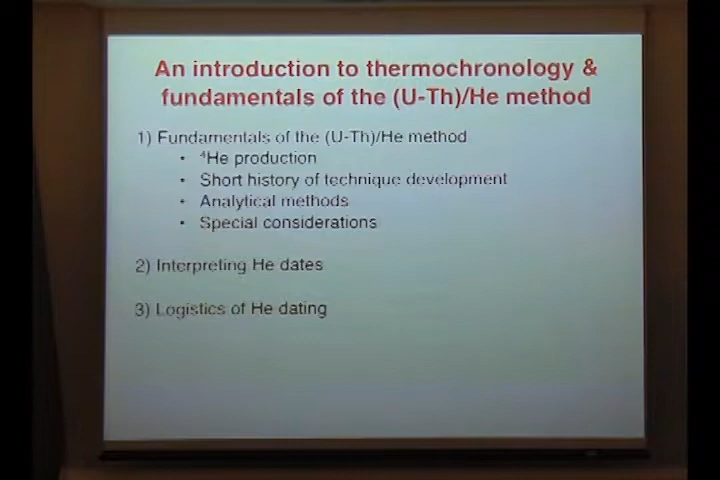 An introduction to thermochronology &
fundamentals of the (U-Th)/He method
1) Fundamentals of the (U-Th)/He method
• ⁴He production
• Short history of technique development
• Analytical methods
• Special considerations
2) Interpreting He dates
3) Logistics of He dating